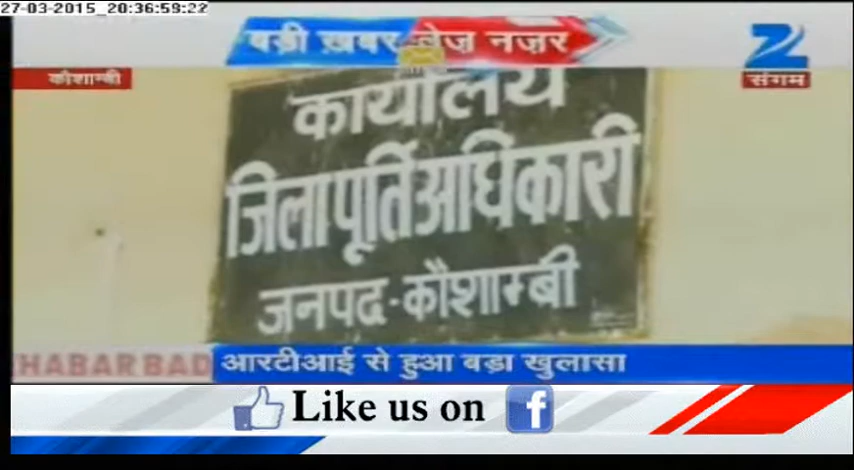 27-03-2015_20:36:59:22
बड़ी ख़बर तेज़ नज़र
Z
कौशाम्बी
संगम
कार्यालय
जिला पूर्ति अधिकारी
जनपद-कौशाम्बी
KHABAR BAD
आरटीआई से हुआ बड़ा खुलासा
Like us on f